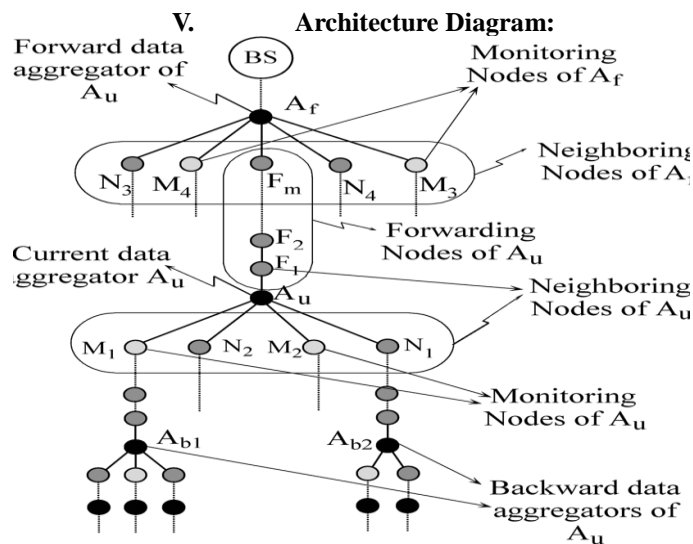 V. Architecture Diagram:
Forward data
aggregator of
A_u
BS
Monitoring
Nodes of A_f
A_f
N_3
M_4
F_m
N_4
M_3
Neighboring
Nodes of A_f
Forwarding
Nodes of A_u
F_2
F_1
Current data
aggregator A_u
A_u
Neighboring
Nodes of A_u
M_1
N_2
M_2
N_1
Monitoring
Nodes of A_u
A_b1
A_b2
Backward data
aggregators of
A_u